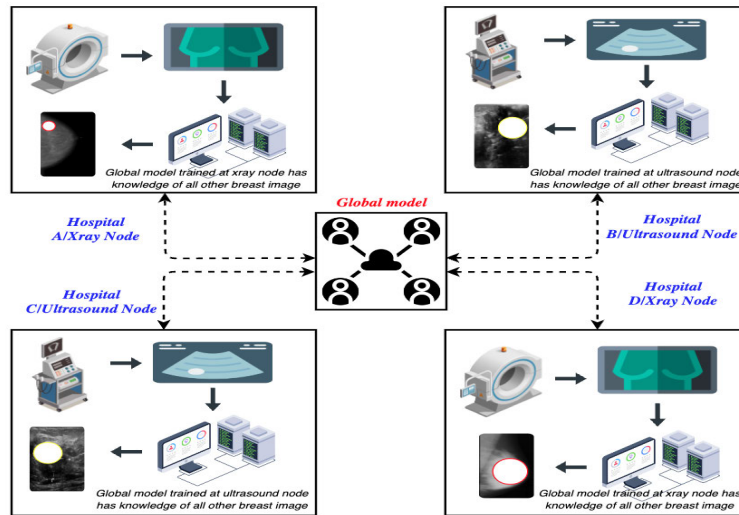 Global model trained at xray node has
knowledge of all other breast image
Global model trained at ultrasound node
has knowledge of all other breast image
Hospital
A/Xray Node
Global model
Hospital
B/Ultrasound Node
Hospital
C/Ultrasound Node
Hospital
D/Xray Node
Global model trained at ultrasound node
has knowledge of all other breast image
Global model trained at xray node has
knowledge of all other breast image